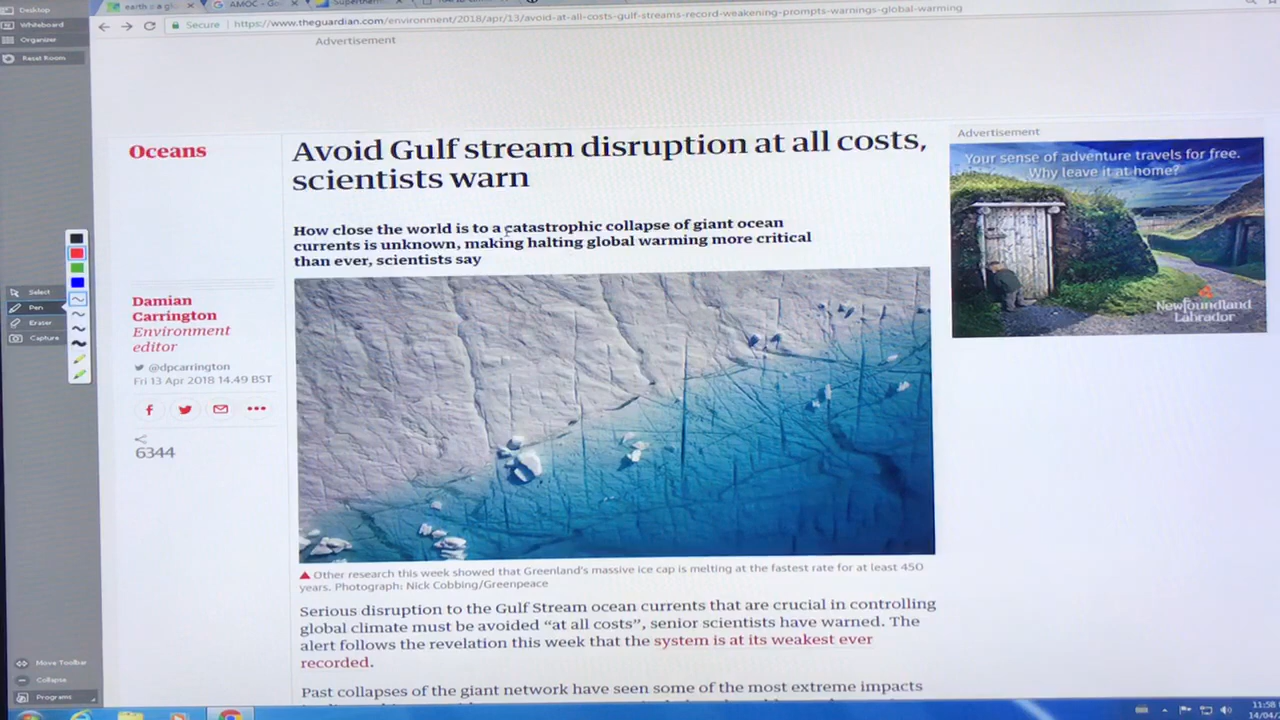 Desktop
Whiteboard
Organizer
Reset Room
AMOC - Go
Secure
https://www.theguardian.com/environment/2018/apr/13/avoid-at-all-costs-gulf-streams-record-weakening-prompts-warnings-global-warming
Advertisement
Oceans
Avoid Gulf stream disruption at all costs,
scientists warn
How close the world is to a catastrophic collapse of giant ocean
currents is unknown, making halting global warming more critical
than ever, scientists say
Damian
Carrington
Environment
editor
@dpcarrington
Fri 13 Apr 2018 14.49 BST
6344
Select
Pen
Eraser
Capture
Advertisement
Your sense of adventure travels for free.
Why leave it at home?
Newfoundland
Labrador
Other research this week showed that Greenland's massive ice cap is melting at the fastest rate for at least 450
years. Photograph: Nick Cobbing/Greenpeace
Serious disruption to the Gulf Stream ocean currents that are crucial in controlling
global climate must be avoided “at all costs”, senior scientists have warned. The
alert follows the revelation this week that the system is at its weakest ever
recorded.
Past collapses of the giant network have seen some of the most extreme impacts
Move Toolbar
Collapse
Programs
11:58
14/04/